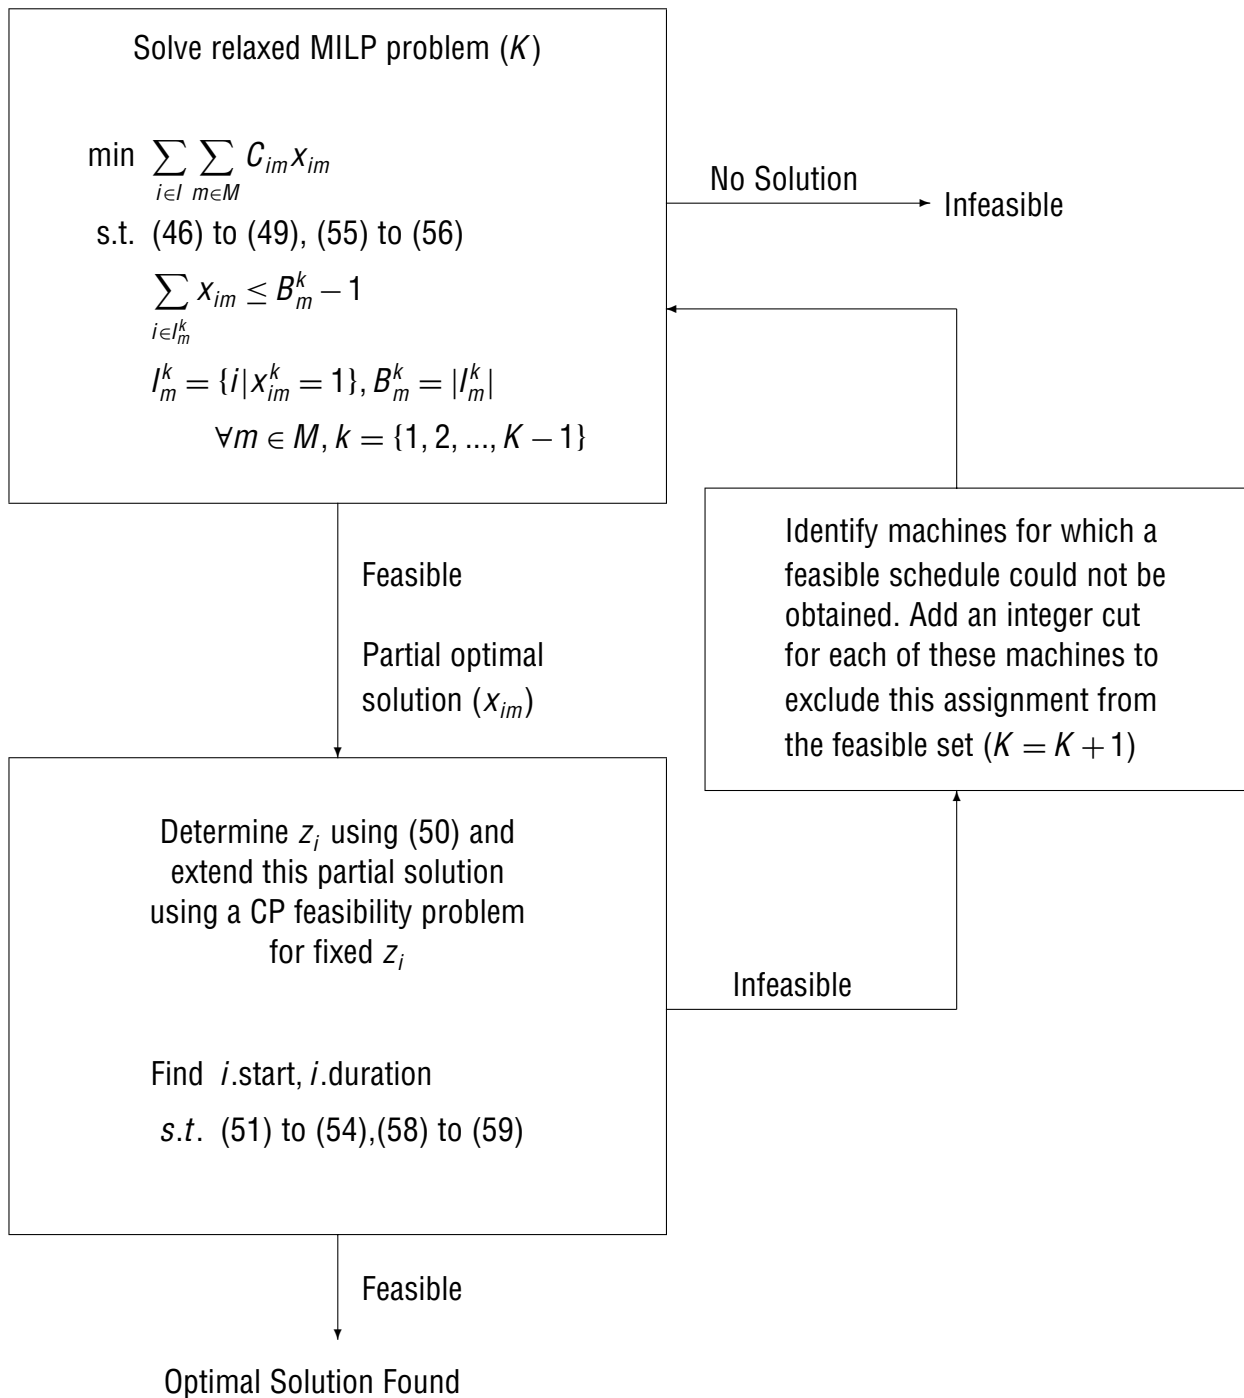 Solve relaxed MILP problem (K)
min ∑_{i∈I} ∑_{m∈M} C_{im} x_{im}
s.t. (46) to (49), (55) to (56)
∑_{i∈I_m^k} x_{im} ≤ B_m^k − 1
I_m^k = {i|x_{im}^k = 1}, B_m^k = |I_m^k|
∀m ∈ M, k = {1, 2, ..., K − 1}
No Solution
Infeasible
Feasible
Partial optimal
solution (x_{im})
Identify machines for which a
feasible schedule could not be
obtained. Add an integer cut
for each of these machines to
exclude this assignment from
the feasible set (K = K + 1)
Determine z_i using (50) and
extend this partial solution
using a CP feasibility problem
for fixed z_i
Find i.start, i.duration
s.t. (51) to (54),(58) to (59)
Infeasible
Feasible
Optimal Solution Found